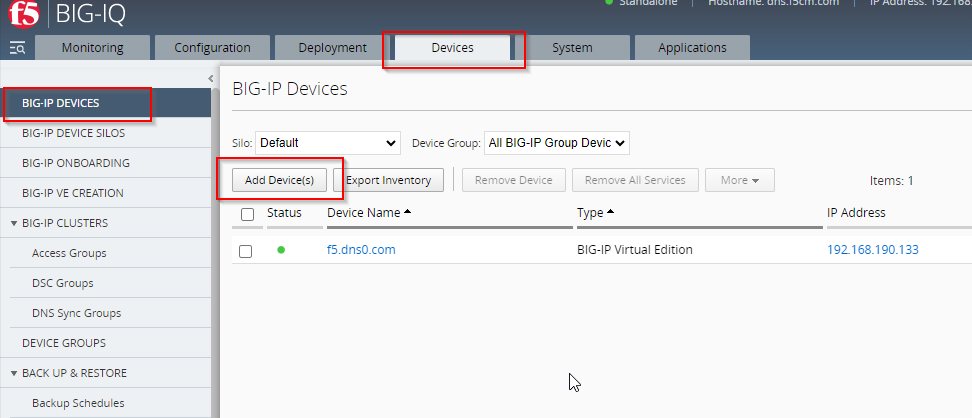 f5 BIG-IQ Standalone Hostname: dns.f5cm.com IP Address: 192.168
Monitoring Configuration Deployment Devices System Applications
BIG-IP DEVICES
BIG-IP DEVICE SILOS
BIG-IP ONBOARDING
BIG-IP VE CREATION
BIG-IP CLUSTERS
Access Groups
DSC Groups
DNS Sync Groups
DEVICE GROUPS
BACK UP & RESTORE
Backup Schedules
BIG-IP Devices
Silo: Default Device Group: All BIG-IP Group Devic
Add Device(s) Export Inventory Remove Device Remove All Services More Items: 1
Status Device Name Type IP Address
f5.dns0.com BIG-IP Virtual Edition 192.168.190.133